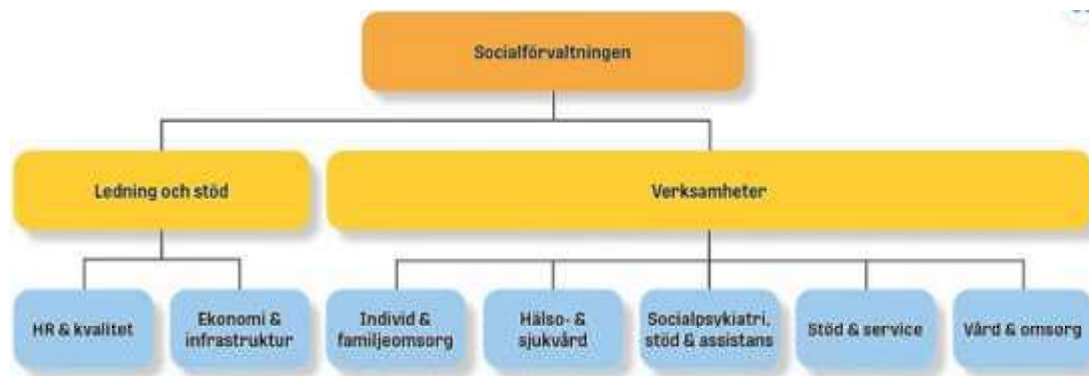 Socialförvaltningen
Ledning och stöd
Verksamheter
HR & kvalitet
Ekonomi &
infrastruktur
Individ &
familjeomsorg
Hälso- &
sjukvård
Socialpsykiatri,
stöd & assistans
Stöd & service
Vård & omsorg